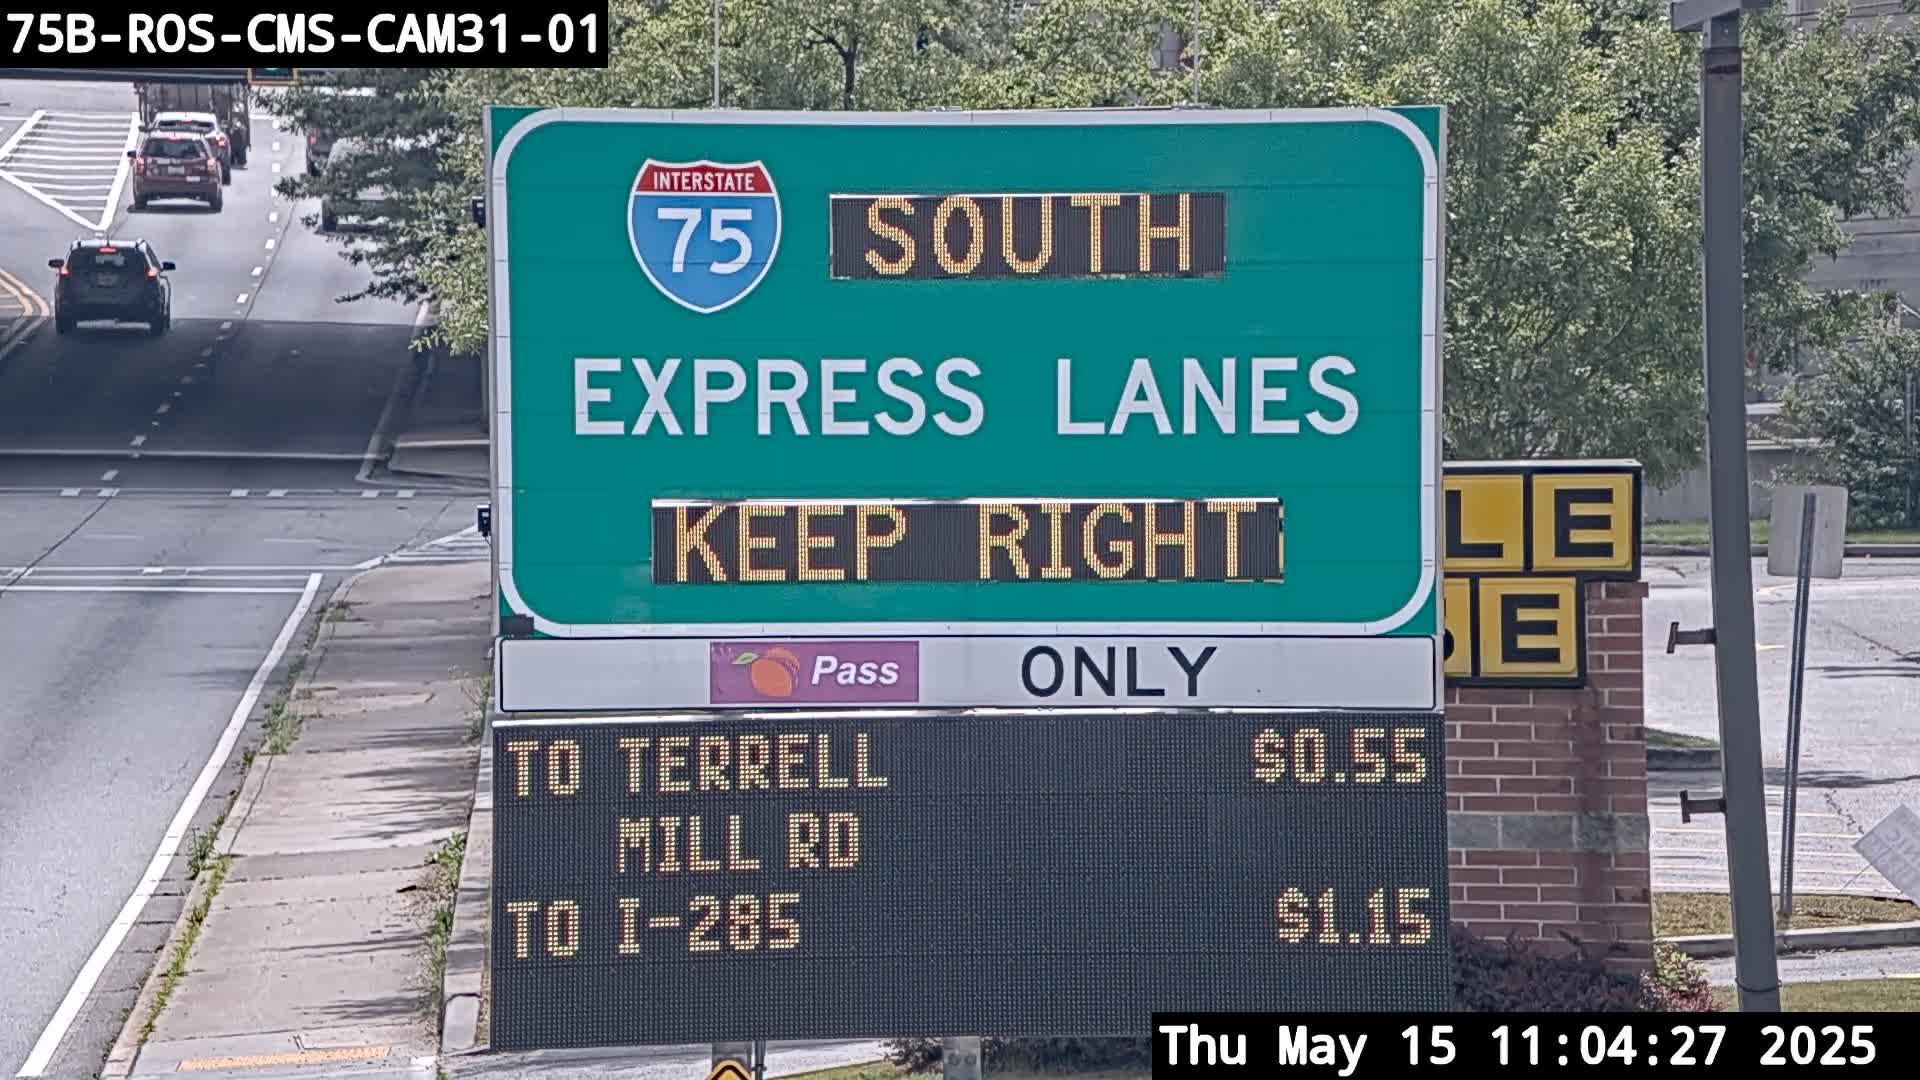 75B-ROS-CMS-CAM31-01
INTERSTATE
75
SOUTH
EXPRESS LANES
KEEP RIGHT
LE
E
Pass ONLY
TO TERRELL $0.55
MILL RD
TO I-285 $1.15
Thu May 15 11:04:27 2025